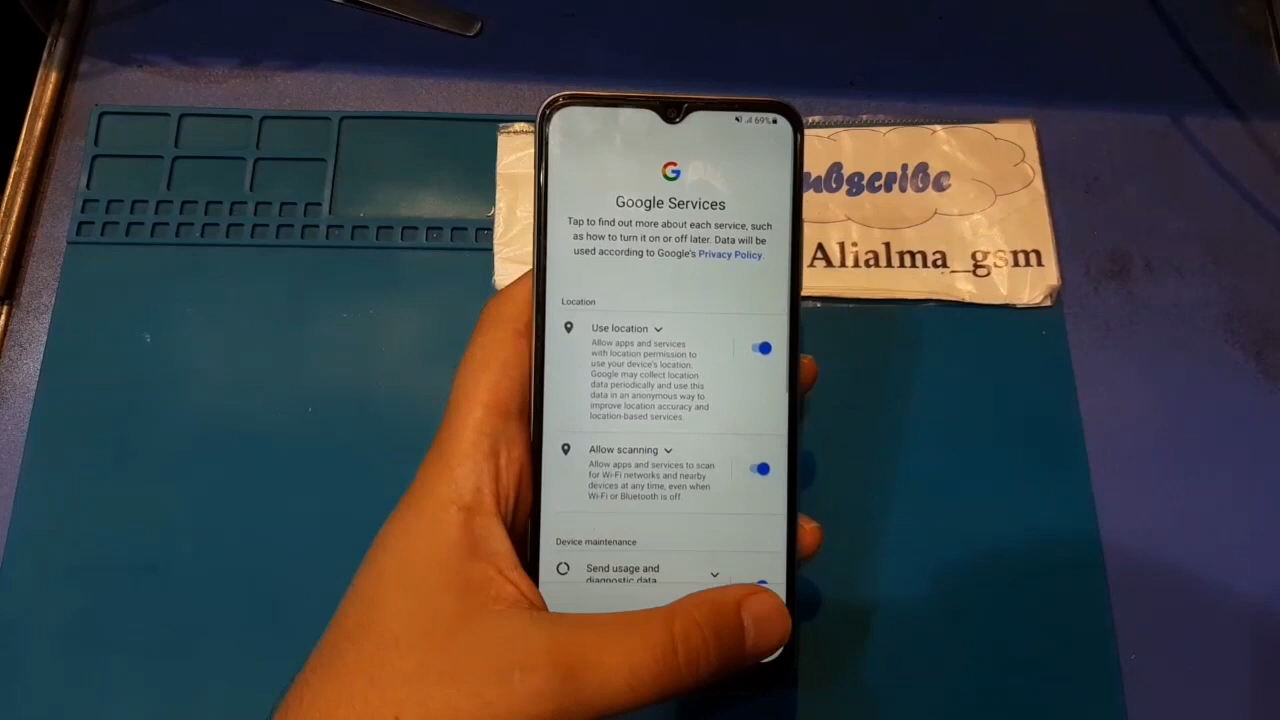 69%
G
Google Services
Tap to find out more about each service, such
as how to turn it on or off later. Data will be
used according to Google's Privacy Policy.
Location
Use location
Allow apps and services
with location permission to
use your device's location.
Google may collect location
data periodically and use this
data in an anonymous way to
improve location accuracy and
location-based services.
Allow scanning
Allow apps and services to scan
for Wi-Fi networks and nearby
devices at any time, even when
Wi-Fi or Bluetooth is off.
Device maintenance
Send usage and
diagnostic data
ubscribe
Alialma_gsm